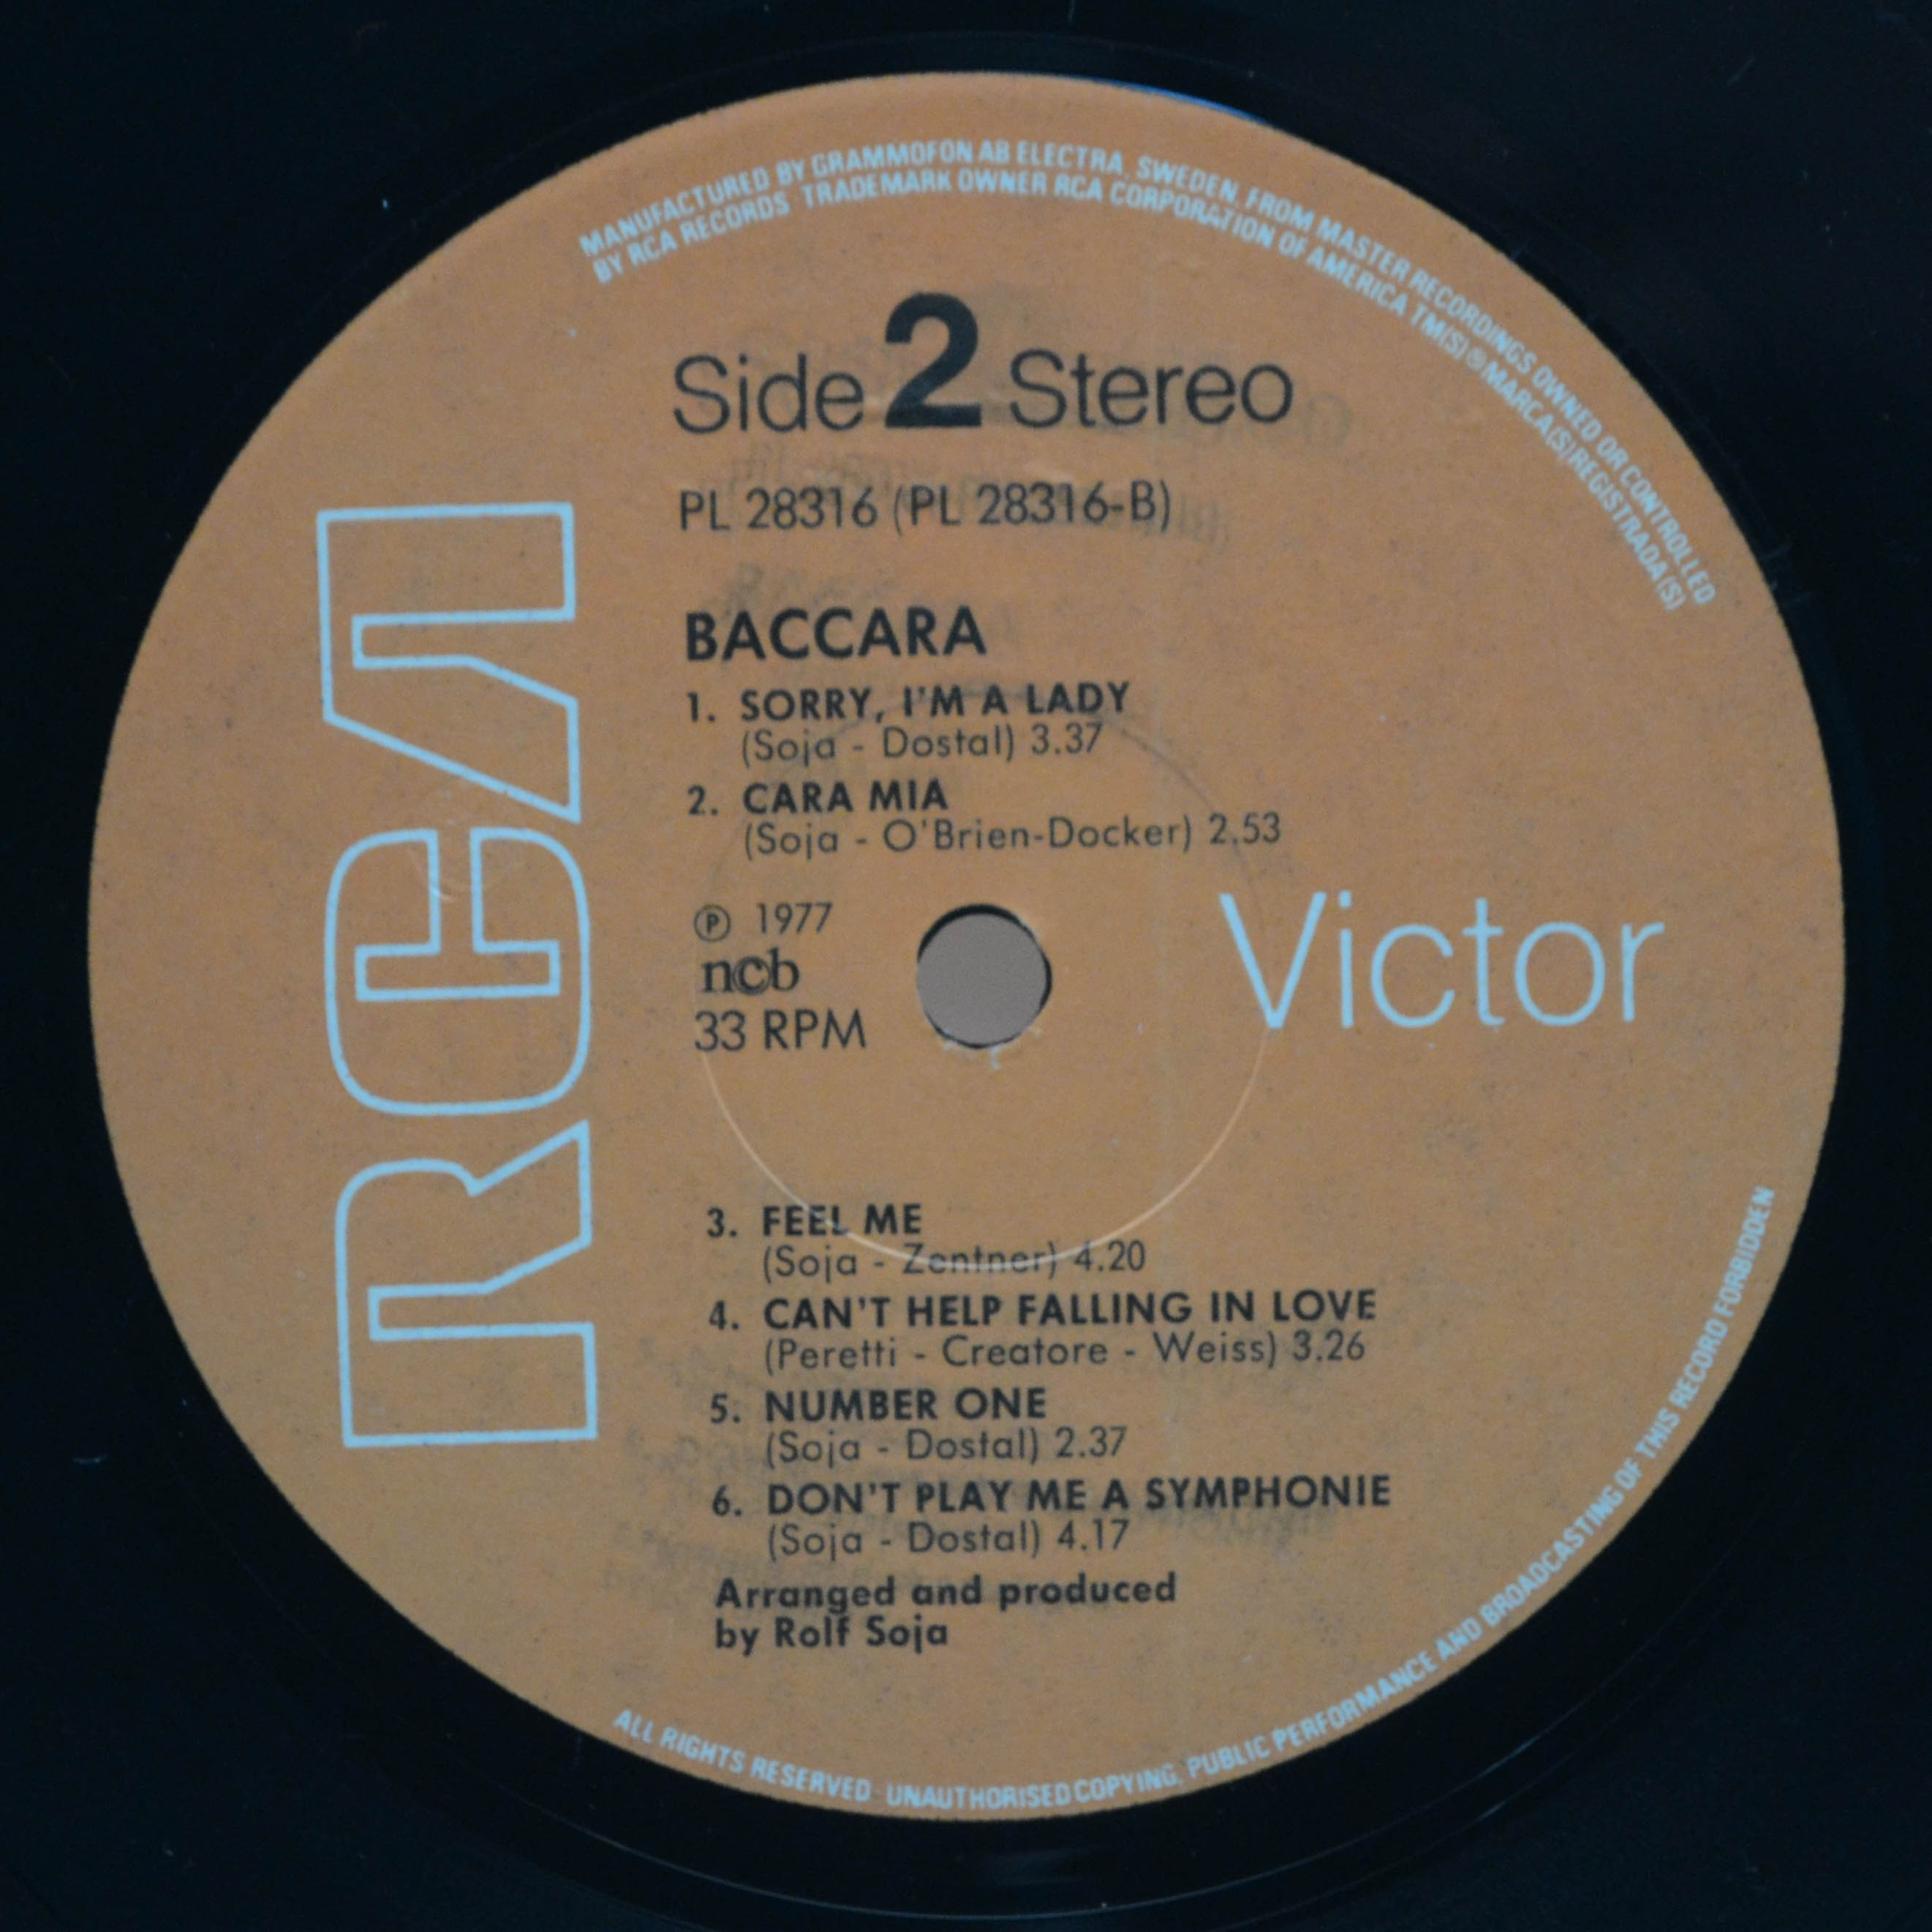 MANUFACTURED BY GRAMMOFON AB ELECTRA, SWEDEN, FROM MASTER RECORDINGS OWNED OR CONTROLLED
BY RCA RECORDS TRADEMARK OWNER RCA CORPORATION OF AMERICA TM(S) ® MARCA(S) REGISTRADA(S)
Side 2 Stereo
PL 28316 (PL 28316-B)
BACCARA
1. SORRY, I'M A LADY
(Soja - Dostal) 3.37
2. CARA MIA
(Soja - O'Brien-Docker) 2.53
Ⓟ 1977
ncb
33 RPM
RCA
Victor
3. FEEL ME
(Soja - Zentner) 4.20
4. CAN'T HELP FALLING IN LOVE
(Peretti - Creatore - Weiss) 3.26
5. NUMBER ONE
(Soja - Dostal) 2.37
6. DON'T PLAY ME A SYMPHONIE
(Soja - Dostal) 4.17
Arranged and produced
by Rolf Soja
ALL RIGHTS RESERVED UNAUTHORISED COPYING, PUBLIC PERFORMANCE AND BROADCASTING OF THIS RECORD FORBIDDEN